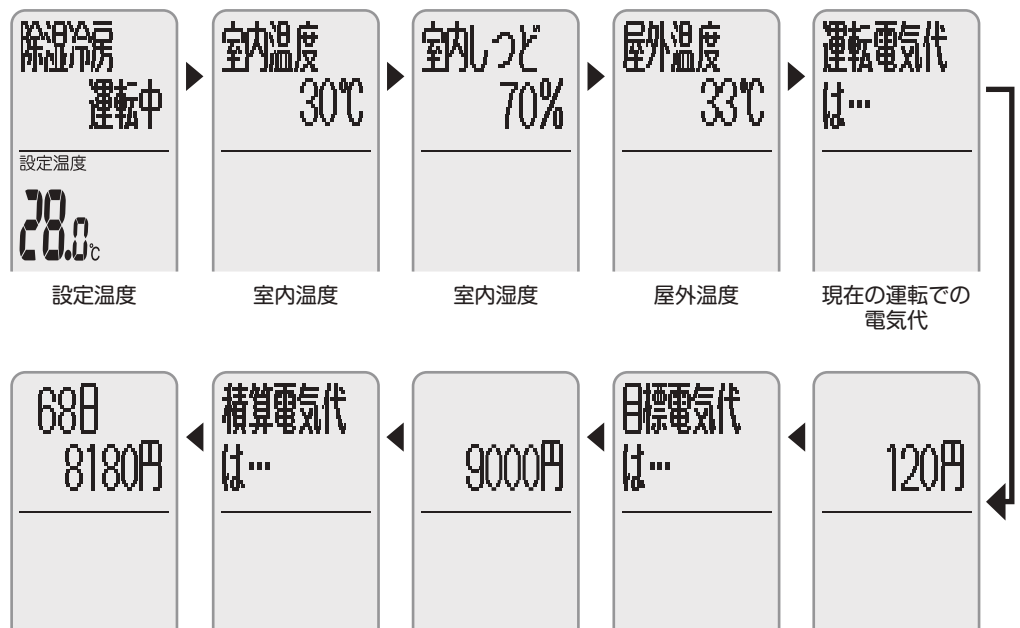 除湿冷房
運転中
設定温度
28.0℃
設定温度
室内温度
30℃
室内温度
室内しつど
70%
室内湿度
屋外温度
33℃
屋外温度
運転電気代
は…
現在の運転での
電気代
120円
目標電気代
は…
9000円
積算電気代
は…
68日
8180円